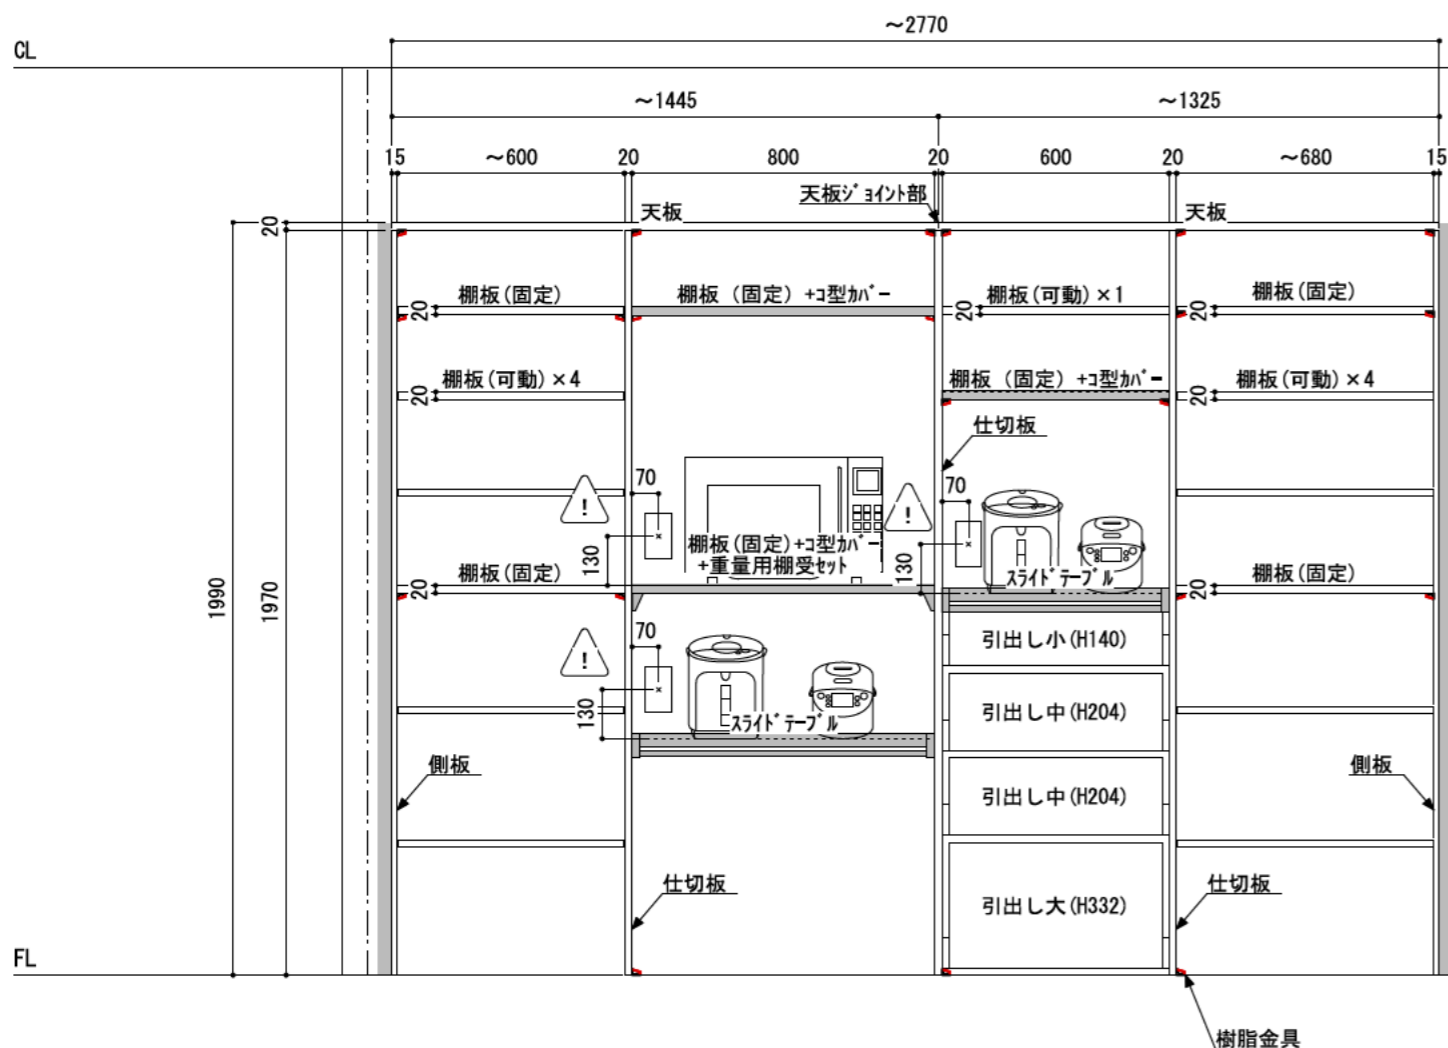 ~2770
CL
~1445
~1325
15
~600
20
800
20
600
20
~680
15
天板ｼﾞｮｲﾝﾄ部
20
天板
天板
棚板(固定)
棚板（固定）+ｺ型ｶﾊﾞｰ
棚板(可動)×1
棚板(固定)
20
20
20
棚板(可動)×4
棚板（固定）+ｺ型ｶﾊﾞｰ
棚板(可動)×4
20
20
仕切板
70
!
70
!
130
棚板(固定)+ｺ型ｶﾊﾞｰ
+重量用棚受ｾｯﾄ
130
棚板(固定)
ｽﾗｲﾄﾞﾃｰﾌﾞﾙ
棚板(固定)
20
20
1990
1970
70
!
引出し小(H140)
130
ｽﾗｲﾄﾞﾃｰﾌﾞﾙ
引出し中(H204)
側板
側板
引出し中(H204)
仕切板
仕切板
引出し大(H332)
FL
樹脂金具